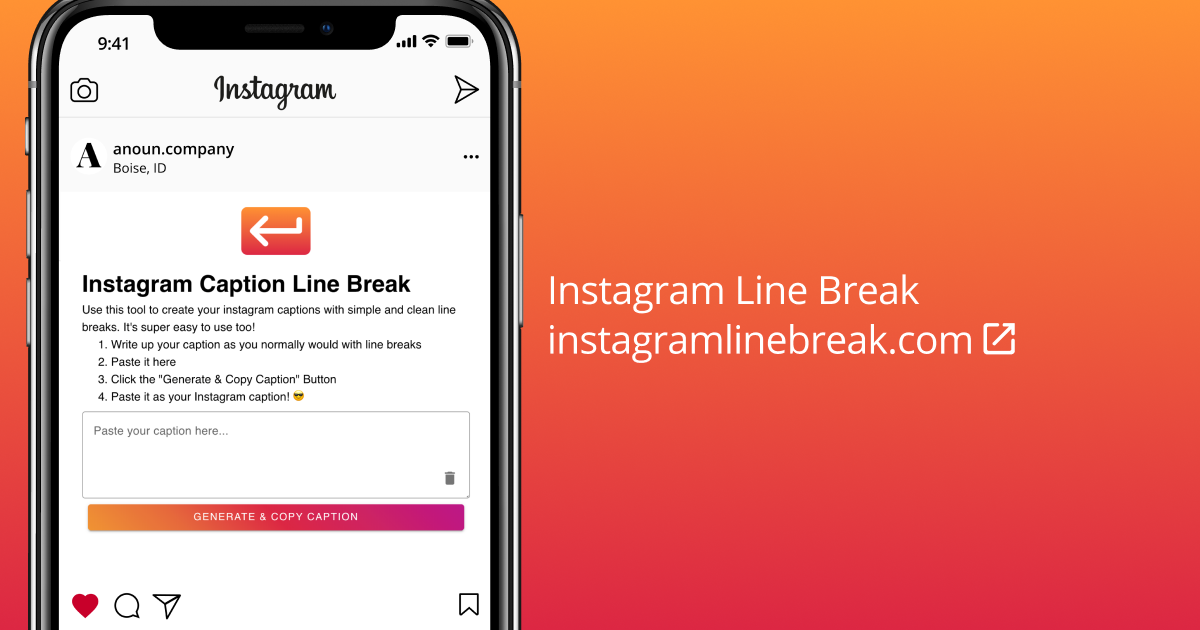 9:41
Instagram
anoun.company
Boise, ID
A
Instagram Caption Line Break
Use this tool to create your instagram captions with simple and clean line
breaks. It's super easy to use too!
1. Write up your caption as you normally would with line breaks
2. Paste it here
3. Click the "Generate & Copy Caption" Button
4. Paste it as your Instagram caption! 😎
Paste your caption here...
GENERATE & COPY CAPTION
Instagram Line Break
instagramlinebreak.com